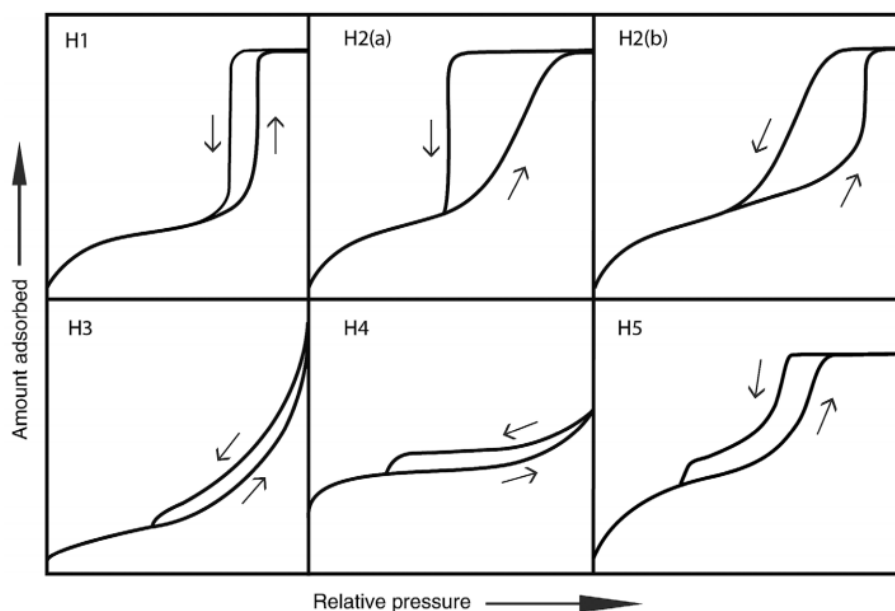 H1
H2(a)
H2(b)
H3
H4
H5
Amount adsorbed
Relative pressure